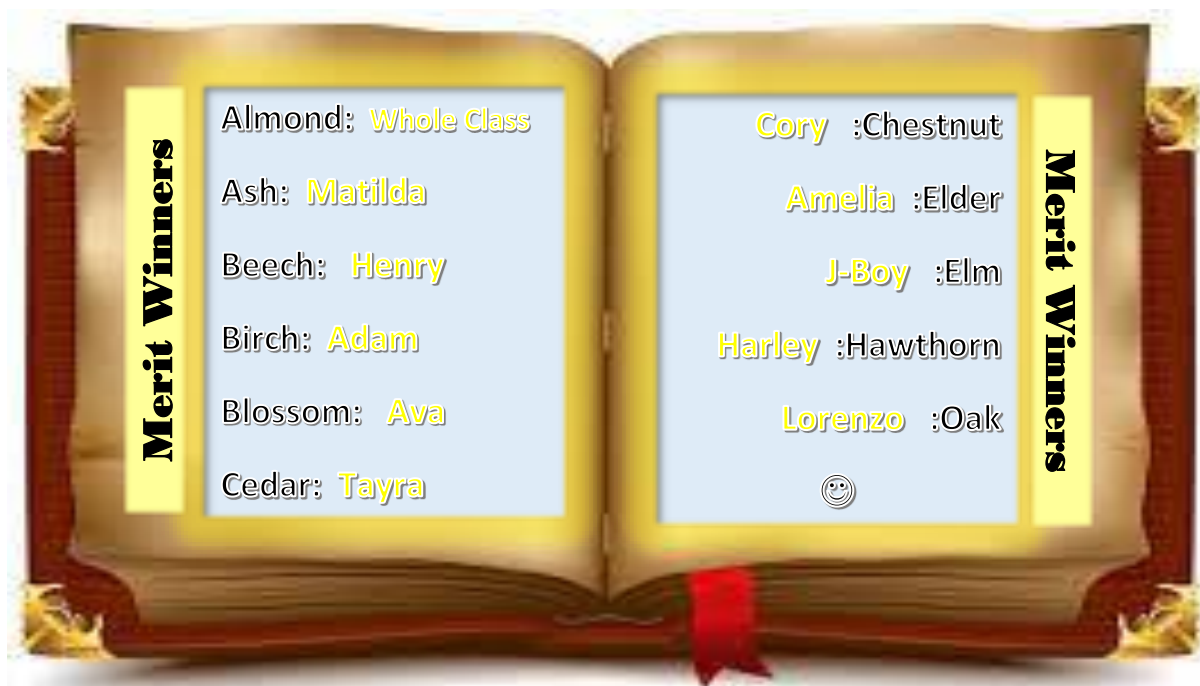 Merit Winners
Almond: Whole Class
Ash: Matilda
Beech: Henry
Birch: Adam
Blossom: Ava
Cedar: Tayra
Cory :Chestnut
Amelia :Elder
J-Boy :Elm
Harley :Hawthorn
Lorenzo :Oak
Merit Winners